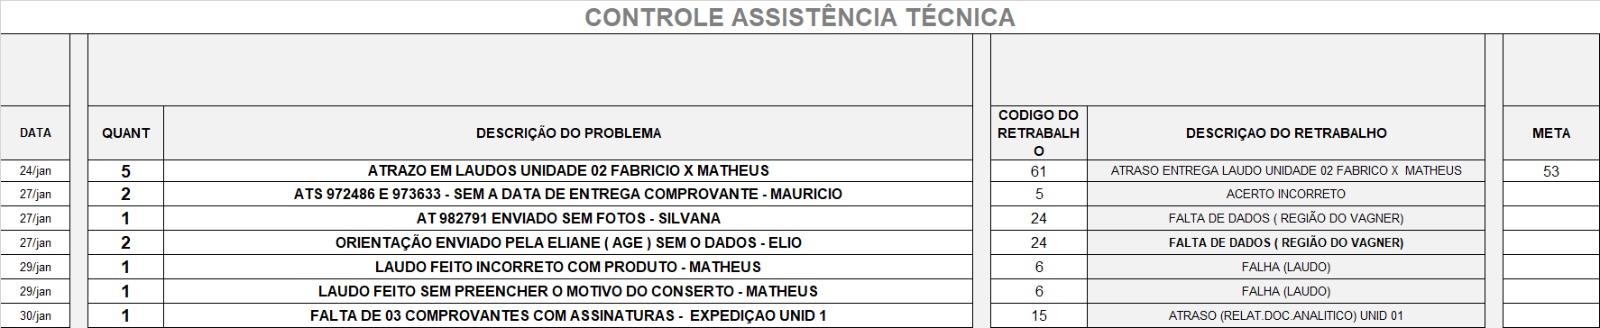 CONTROLE ASSISTÊNCIA TÉCNICA
DATA QUANT DESCRIÇÃO DO PROBLEMA CODIGO DO RETRABALHO DESCRIÇAO DO RETRABALHO META
24/jan 5 ATRAZO EM LAUDOS UNIDADE 02 FABRICIO X MATHEUS 61 ATRASO ENTREGA LAUDO UNIDADE 02 FABRICO X MATHEUS 53
27/jan 2 ATS 972486 E 973633 - SEM A DATA DE ENTREGA COMPROVANTE - MAURICIO 5 ACERTO INCORRETO
27/jan 1 AT 982791 ENVIADO SEM FOTOS - SILVANA 24 FALTA DE DADOS ( REGIÃO DO VAGNER)
27/jan 2 ORIENTAÇÃO ENVIADO PELA ELIANE ( AGE ) SEM O DADOS - ELIO 24 FALTA DE DADOS ( REGIÃO DO VAGNER)
29/jan 1 LAUDO FEITO INCORRETO COM PRODUTO - MATHEUS 6 FALHA (LAUDO)
29/jan 1 LAUDO FEITO SEM PREENCHER O MOTIVO DO CONSERTO - MATHEUS 6 FALHA (LAUDO)
30/jan 1 FALTA DE 03 COMPROVANTES COM ASSINATURAS - EXPEDIÇAO UNID 1 15 ATRASO (RELAT.DOC.ANALITICO) UNID 01